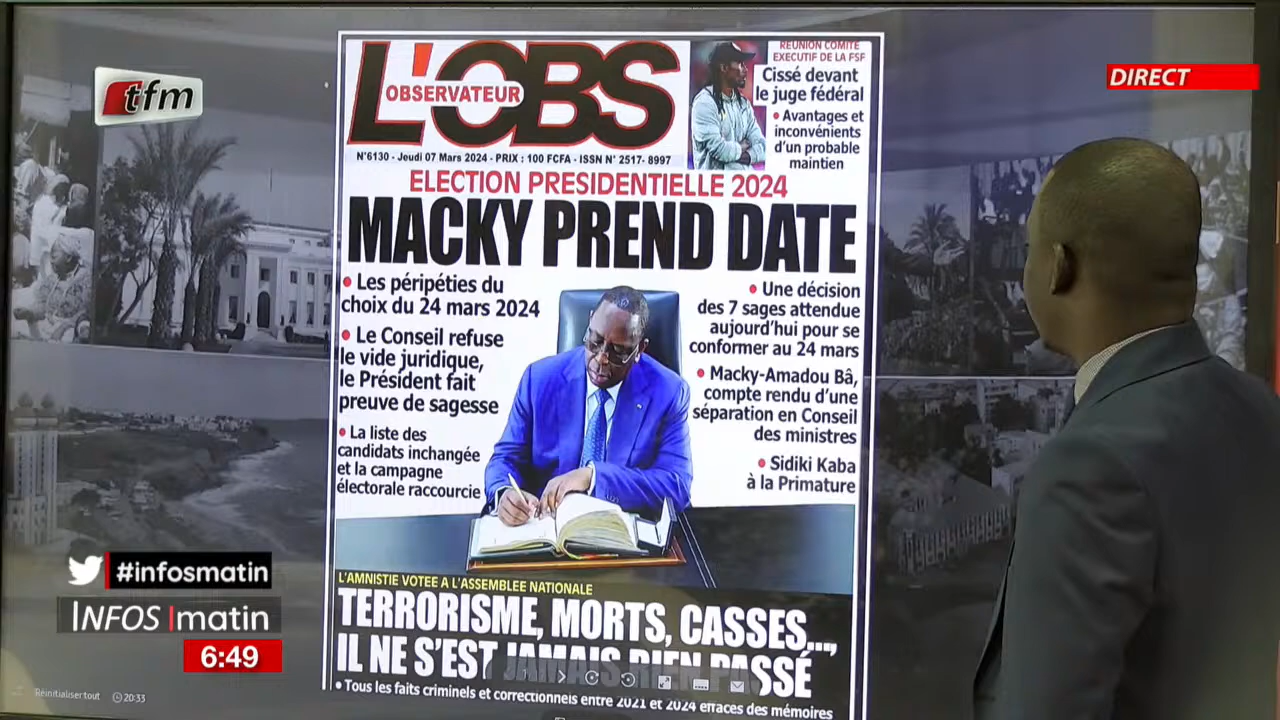 tfm
DIRECT
L'OBS
OBSERVATEUR
N°6130 - Jeudi 07 Mars 2024 - PRIX : 100 FCFA - ISSN N° 2517- 8997
REUNION COMITE
EXECUTIF DE LA FSF
Cissé devant
le juge fédéral
• Avantages et
inconvénients
d'un probable
maintien
ELECTION PRESIDENTIELLE 2024
MACKY PREND DATE
• Les péripéties du
choix du 24 mars 2024
• Le Conseil refuse
le vide juridique,
le Président fait
preuve de sagesse
• La liste des
candidats inchangée
et la campagne
électorale raccourcie
• Une décision
des 7 sages attendue
aujourd'hui pour se
conformer au 24 mars
• Macky-Amadou Bâ,
compte rendu d'une
séparation en Conseil
des ministres
• Sidiki Kaba
à la Primature
L'AMNISTIE VOTEE A L'ASSEMBLEE NATIONALE
TERRORISME, MORTS, CASSES...,
IL NE S'EST JAMAIS RIEN PASSÉ
• Tous les faits criminels et correctionnels entre 2021 et 2024 effacés des mémoires
#infosmatin
INFOS matin
6:49
Réinitialiser tout
20:33